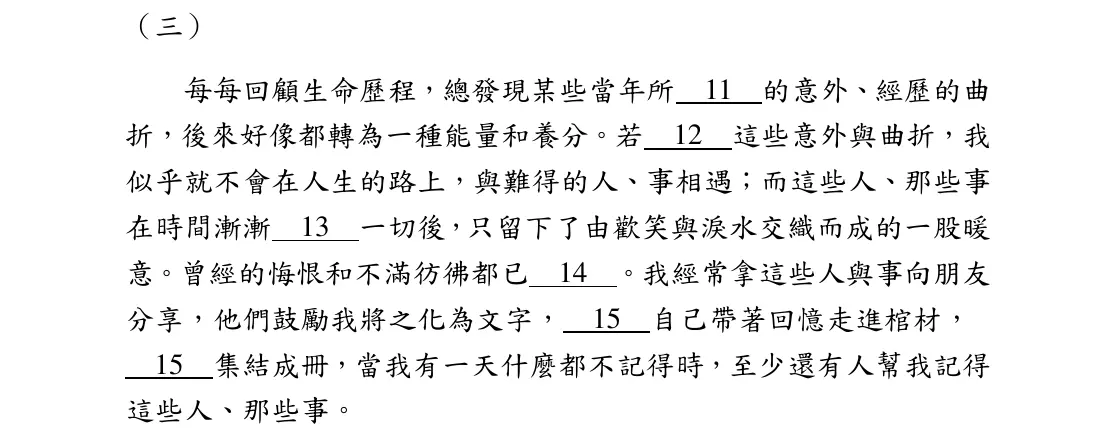 （三）
每每回顧生命歷程，總發現某些當年所 11 的意外、經歷的曲
折，後來好像都轉為一種能量和養分。若 12 這些意外與曲折，我
似乎就不會在人生的路上，與難得的人、事相遇；而這些人、那些事
在時間漸漸 13 一切後，只留下了由歡笑與淚水交織而成的一股暖
意。曾經的悔恨和不滿彷彿都已 14 。我經常拿這些人與事向朋友
分享，他們鼓勵我將之化為文字， 15 自己帶著回憶走進棺材，
15 集結成冊，當我有一天什麼都不記得時，至少還有人幫我記得
這些人、那些事。